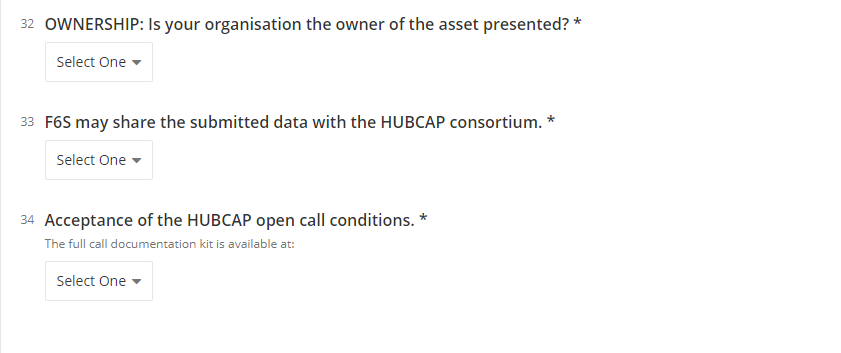 32 OWNERSHIP: Is your organisation the owner of the asset presented? *
Select One
33 F6S may share the submitted data with the HUBCAP consortium. *
Select One
34 Acceptance of the HUBCAP open call conditions. *
The full call documentation kit is available at:
Select One